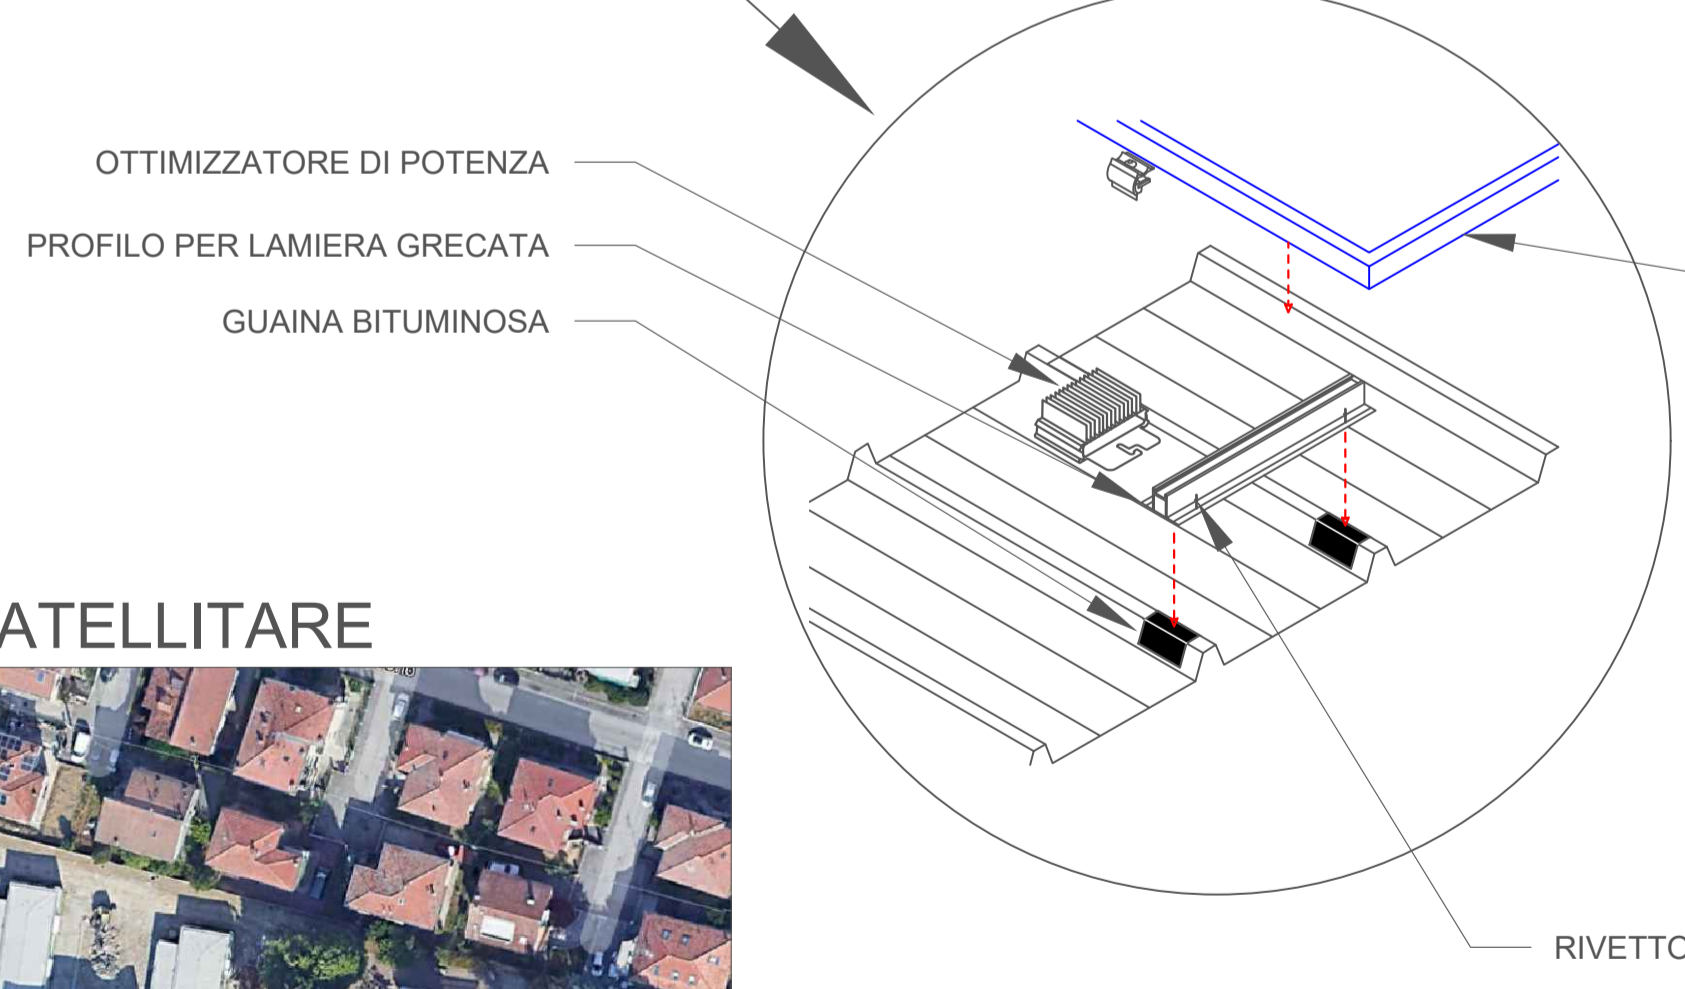 OTTIMIZZATORE DI POTENZA
PROFILO PER LAMIERA GRECATA
GUAINA BITUMINOSA
ATELLITARE
RIVETTO